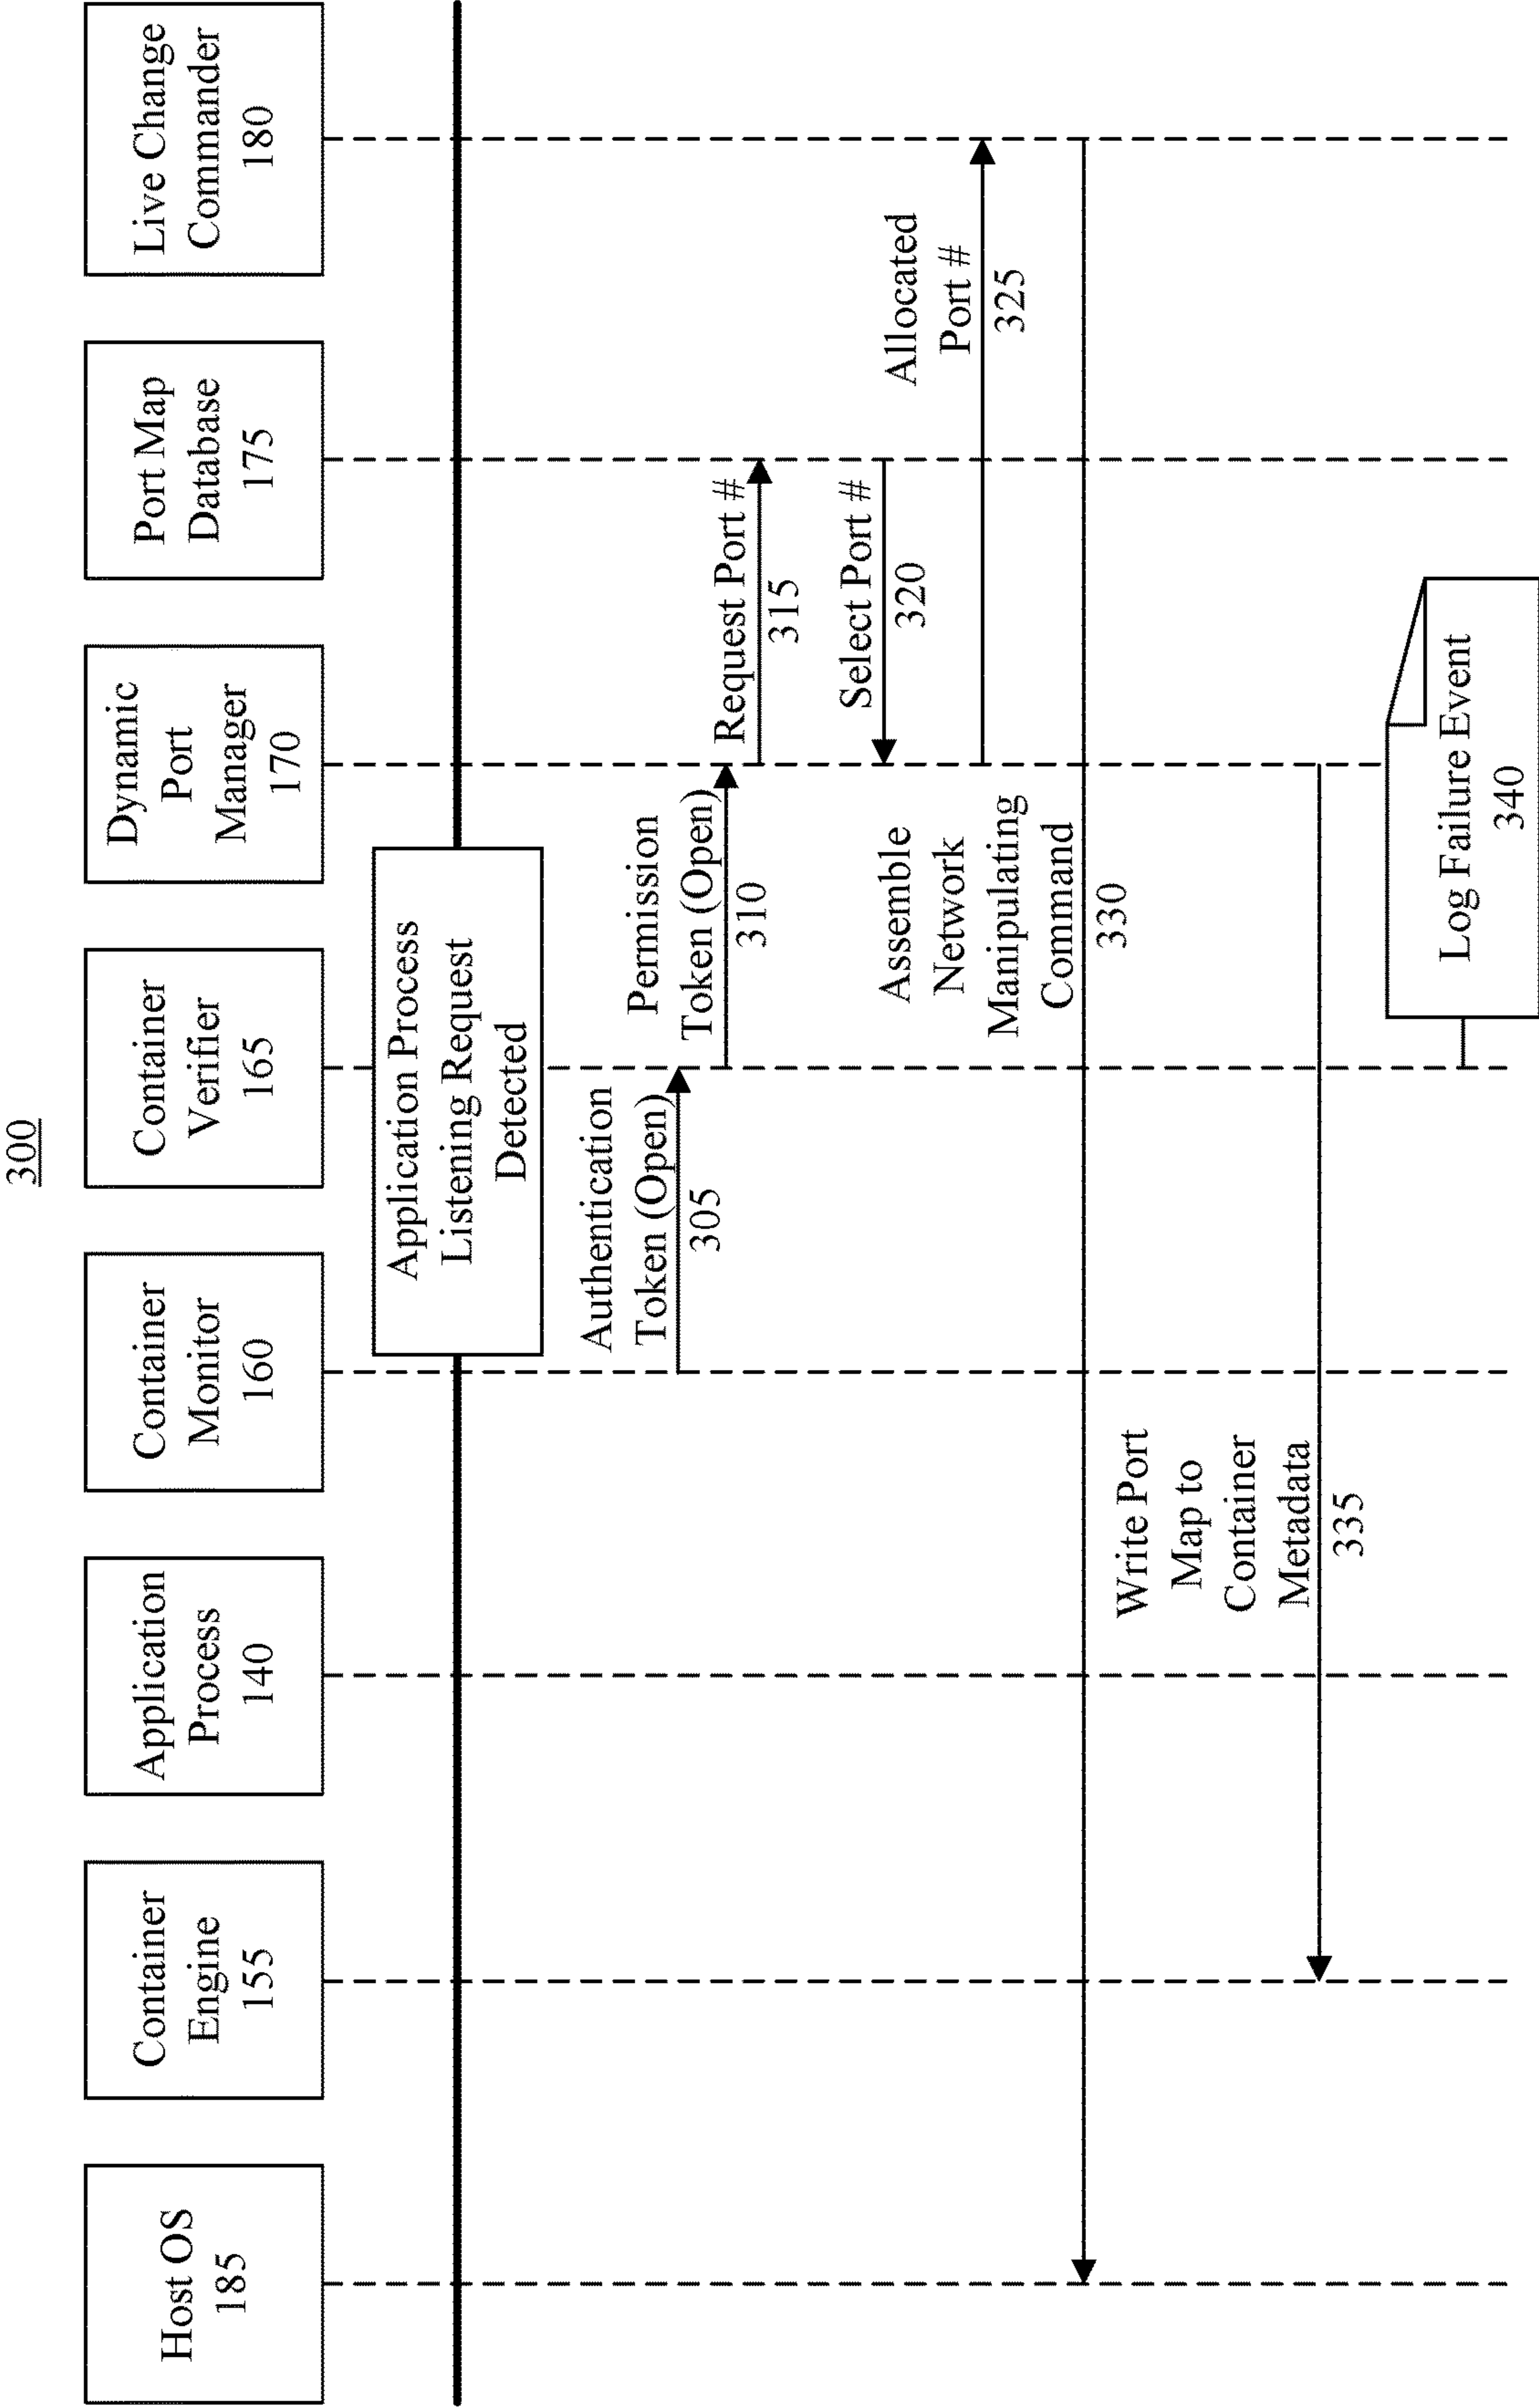 300
Host OS
185
Container
Engine
155
Application
Process
140
Container
Monitor
160
Container
Verifier
165
Dynamic
Port
Manager
170
Port Map
Database
175
Live Change
Commander
180
Application Process
Listening Request
Detected
Authentication
Token (Open)
305
Permission
Token (Open)
310
Request Port #
315
Select Port #
320
Allocated
Port #
325
Assemble
Network
Manipulating
Command
330
Write Port
Map to
Container
Metadata
335
Log Failure Event
340